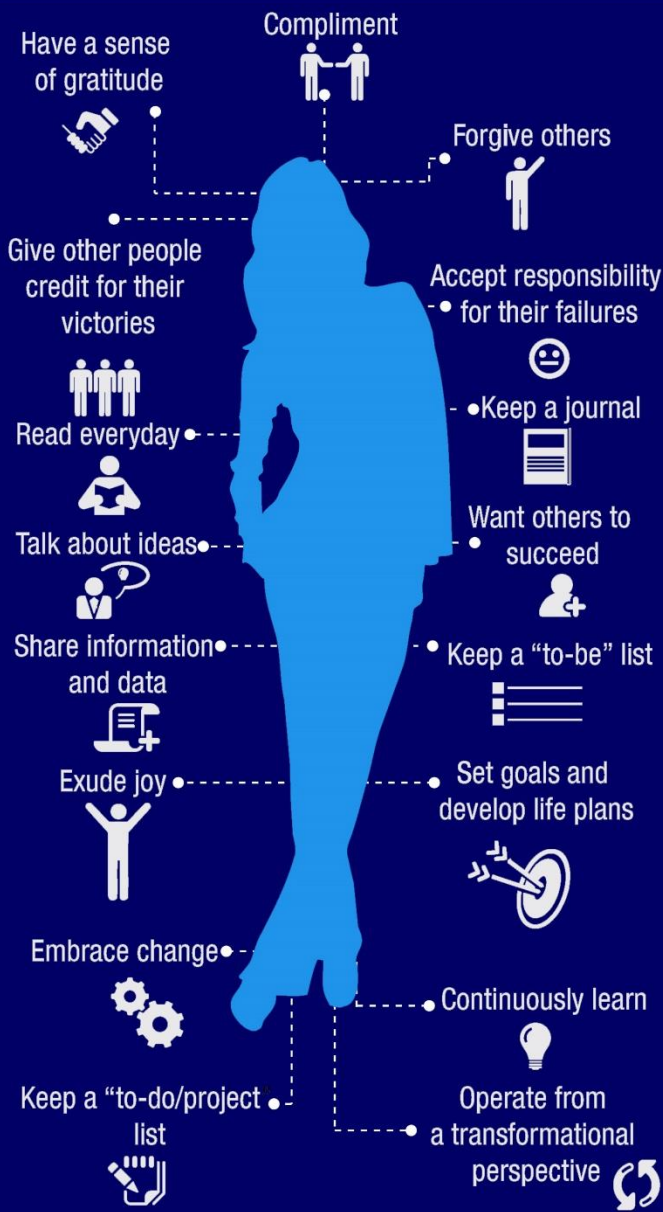 Compliment
Have a sense
of gratitude
Forgive others
Give other people
credit for their
victories
Accept responsibility
for their failures
Keep a journal
Read everyday
Want others to
succeed
Talk about ideas
Share information
and data
Keep a “to-be” list
Exude joy
Set goals and
develop life plans
Embrace change
Continuously learn
Keep a “to-do/project”
list
Operate from
a transformational
perspective